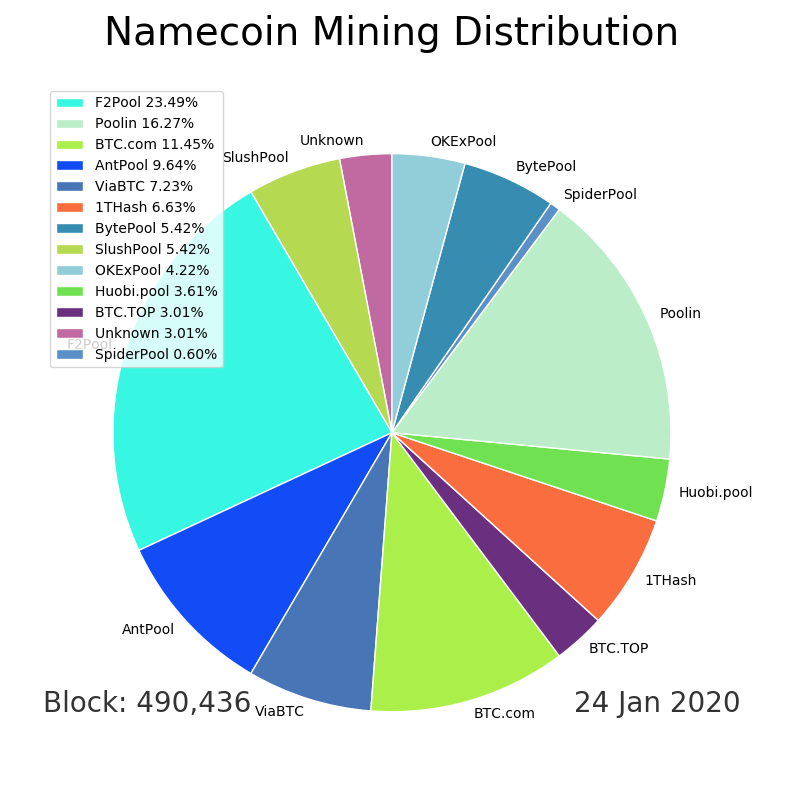 Namecoin Mining Distribution
F2Pool 23.49%
Poolin 16.27%
BTC.com 11.45%
AntPool 9.64%
ViaBTC 7.23%
1THash 6.63%
BytePool 5.42%
SlushPool 5.42%
OKExPool 4.22%
Huobi.pool 3.61%
BTC.TOP 3.01%
Unknown 3.01%
SpiderPool 0.60%
Unknown
OKExPool
SlushPool
BytePool
SpiderPool
Poolin
F2Pool
Huobi.pool
1THash
AntPool
BTC.TOP
ViaBTC
BTC.com
Block: 490,436
24 Jan 2020